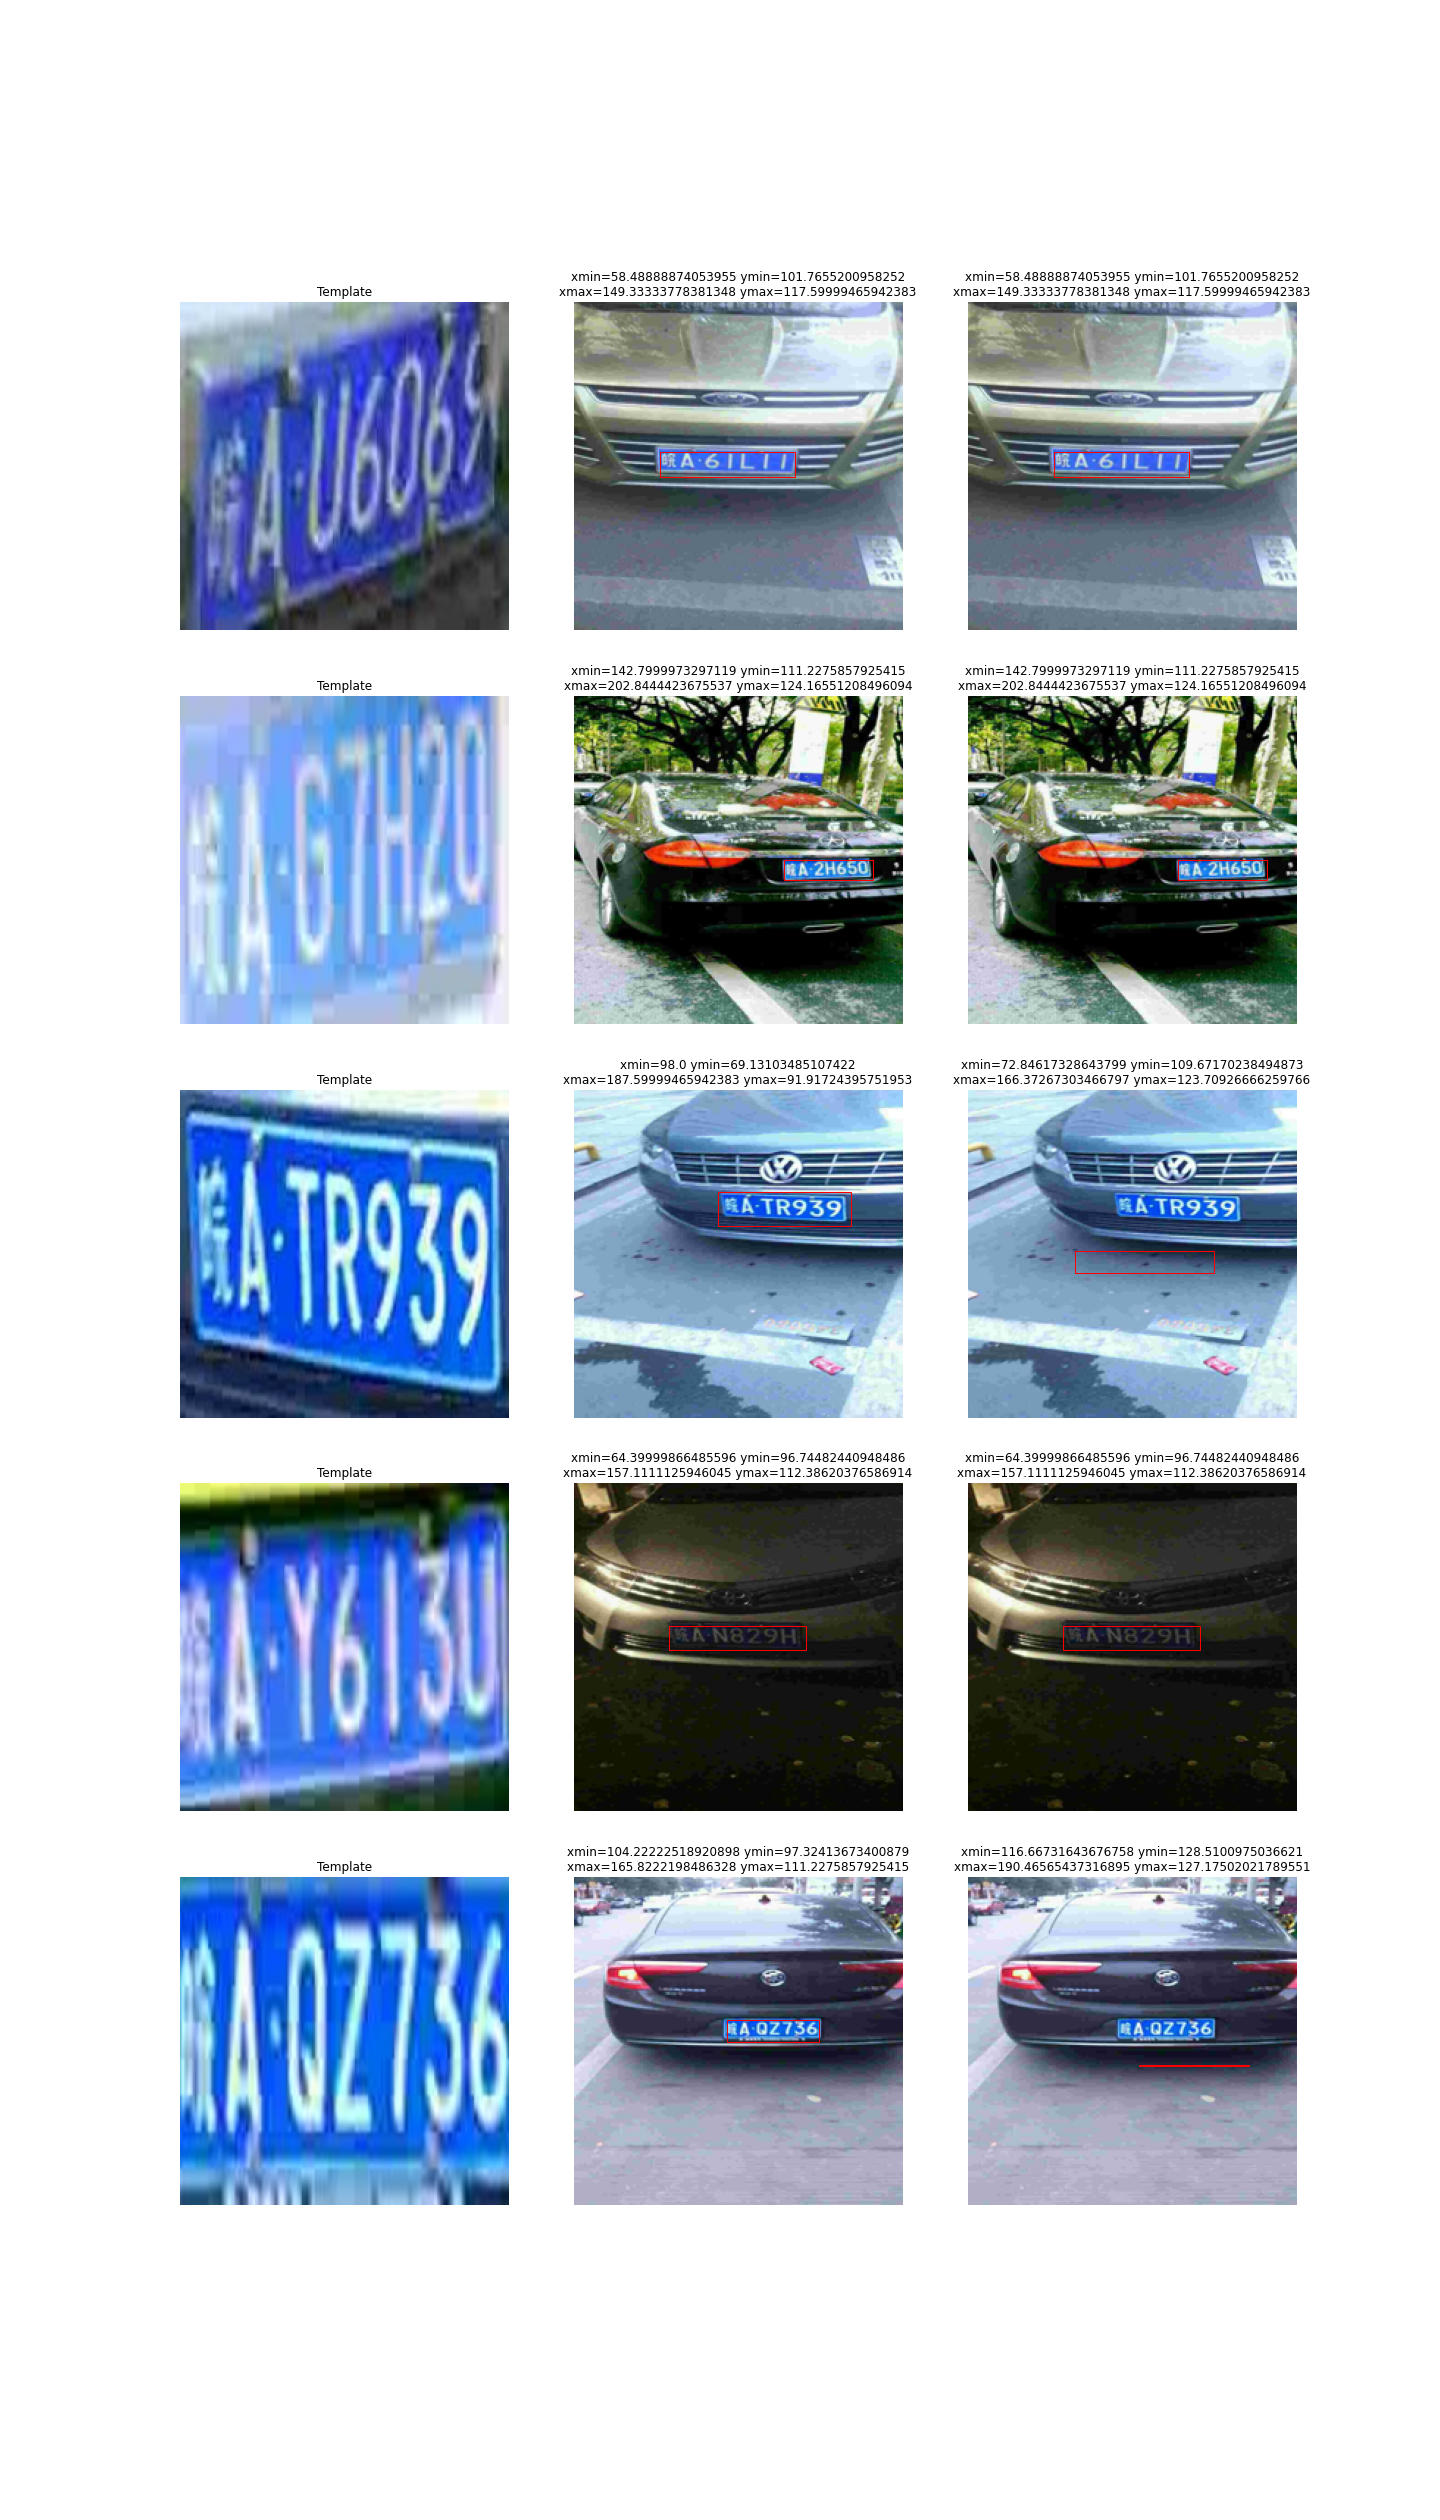 xmin=58.48888874053955 ymin=101.7655200958252
xmax=149.33333778381348 ymax=117.59999465942383
xmin=58.48888874053955 ymin=101.7655200958252
xmax=149.33333778381348 ymax=117.59999465942383
Template
皖A·U6069
皖A·61L11
皖A·61L11
xmin=142.7999973297119 ymin=111.2275857925415
xmax=202.8444423675537 ymax=124.16551208496094
xmin=142.7999973297119 ymin=111.2275857925415
xmax=202.8444423675537 ymax=124.16551208496094
Template
皖A·G7H20
皖A·2H650
皖A·2H650
xmin=98.0 ymin=69.13103485107422
xmax=187.59999465942383 ymax=91.91724395751953
xmin=72.84617328643799 ymin=109.67170238494873
xmax=166.37267303466797 ymax=123.70926666259766
Template
皖A·TR939
皖A·TR939
皖A·TR939
xmin=64.39999866485596 ymin=96.74482440948486
xmax=157.1111125946045 ymax=112.38620376586914
xmin=64.39999866485596 ymin=96.74482440948486
xmax=157.1111125946045 ymax=112.38620376586914
Template
皖A·Y613U
皖A·N829H
皖A·N829H
xmin=104.22222518920898 ymin=97.32413673400879
xmax=165.8222198486328 ymax=111.2275857925415
xmin=116.66731643676758 ymin=128.5100975036621
xmax=190.46565437316895 ymax=127.17502021789551
Template
皖A·QZ736
皖A·QZ736
皖A·QZ736